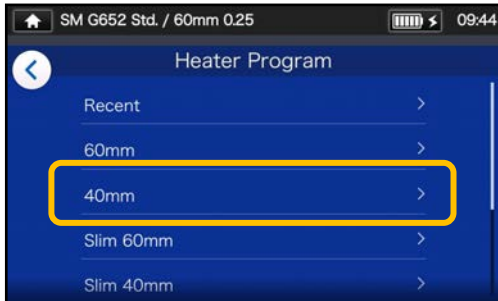 SM G652 Std. / 60mm 0.25 09:44
Heater Program
Recent
60mm
40mm
Slim 60mm
Slim 40mm